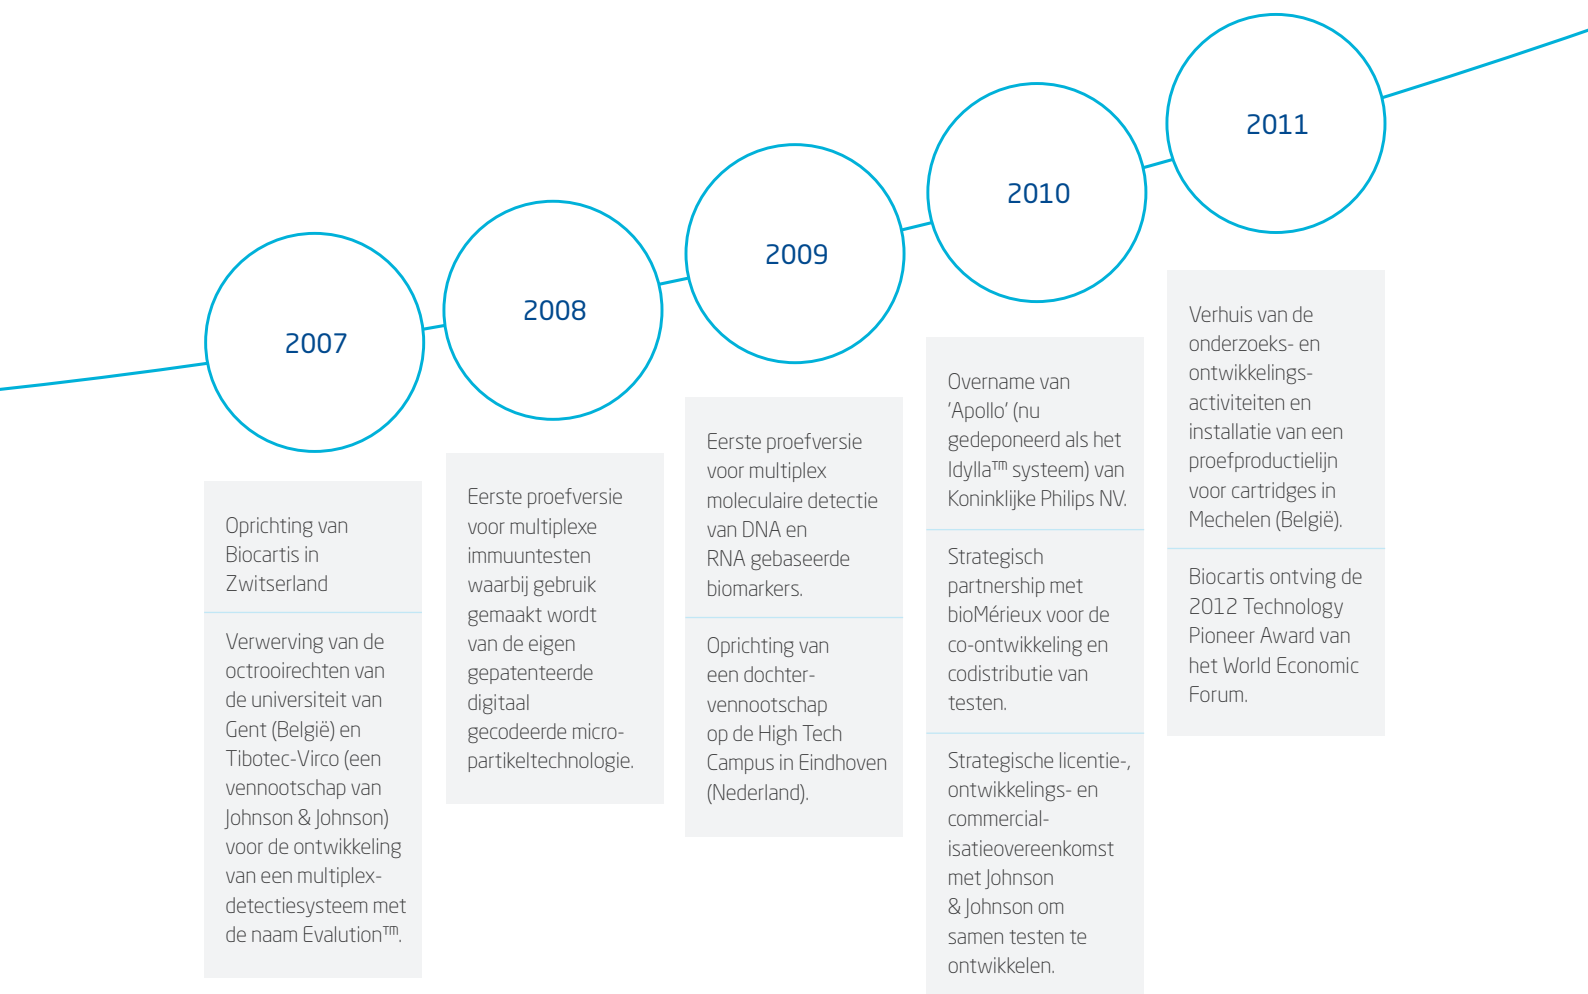 2007
Oprichting van
Biocartis in
Zwitserland
Verwerving van de
octrooirechten van
de universiteit van
Gent (België) en
Tibotec-Virco (een
vennootschap van
Johnson & Johnson)
voor de ontwikkeling
van een multiplex-
detectiesysteem met
de naam Evalution™.
2008
Eerste proefversie
voor multiplexe
immuuntesten
waarbij gebruik
gemaakt wordt
van de eigen
gepatenteerde
digitaal
gecodeerde micro-
partikeltechnologie.
2009
Eerste proefversie
voor multiplex
moleculaire detectie
van DNA en
RNA gebaseerde
biomarkers.
Oprichting van
een dochter-
vennootschap
op de High Tech
Campus in Eindhoven
(Nederland).
2010
Overname van
'Apollo' (nu
gedeponeerd als het
Idylla™ systeem) van
Koninklijke Philips NV.
Strategisch
partnership met
bioMérieux voor de
co-ontwikkeling en
codistributie van
testen.
Strategische licentie-,
ontwikkelings- en
commercial-
isatieovereenkomst
met Johnson
& Johnson om
samen testen te
ontwikkelen.
2011
Verhuis van de
onderzoeks- en
ontwikkelings-
activiteiten en
installatie van een
proefproductielijn
voor cartridges in
Mechelen (België).
Biocartis ontving de
2012 Technology
Pioneer Award van
het World Economic
Forum.